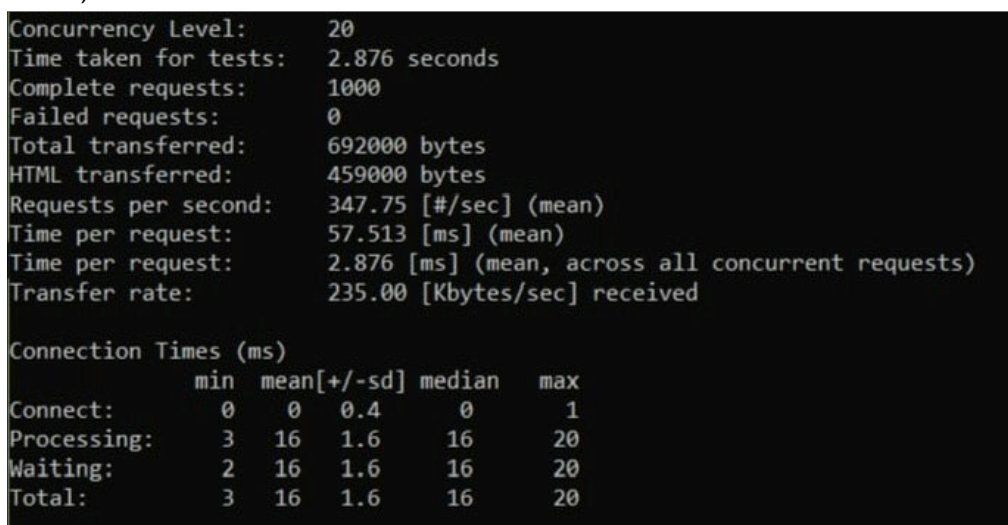 Concurrency Level: 20
Time taken for tests: 2.876 seconds
Complete requests: 1000
Failed requests: 0
Total transferred: 692000 bytes
HTML transferred: 459000 bytes
Requests per second: 347.75 [#/sec] (mean)
Time per request: 57.513 [ms] (mean)
Time per request: 2.876 [ms] (mean, across all concurrent requests)
Transfer rate: 235.00 [Kbytes/sec] received
Connection Times (ms)
min mean[+/-sd] median max
Connect: 0 0 0.4 0 1
Processing: 3 16 1.6 16 20
Waiting: 2 16 1.6 16 20
Total: 3 16 1.6 16 20